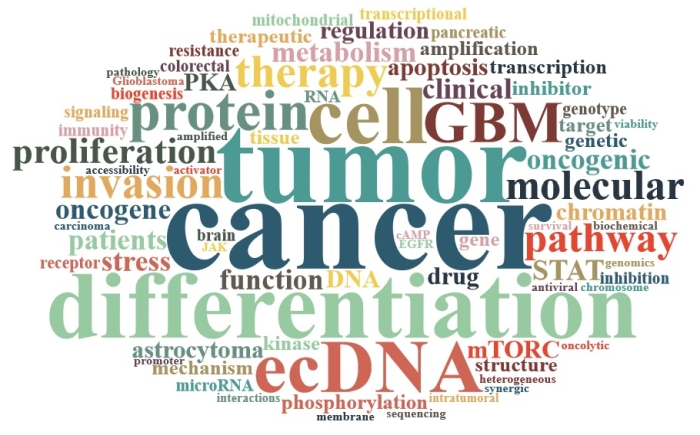 mitochondrial transcriptional
therapeutic regulation pancreatic
resistance metabolism amplification
pathology colorectal therapy apoptosis transcription
Glioblastoma PKA clinical inhibitor
biogenesis RNA
signaling protein cell GBM genotype
immunity amplified tissue target viability
proliferation tumor genetic
accessibility activator oncogenic
invasion molecular
oncogene cancer chromatin
carcinoma brain cAMP survival biochemical
patients JAK EGFR gene pathway
receptor stress STAT genomics
function DNA drug inhibition
antiviral chromosome
differentiation
astrocytoma kinase ecDNA mTORC oncolytic
promoter mechanism structure
microRNA heterogeneous
synergic
interactions phosphorylation intratumoral
membrane sequencing